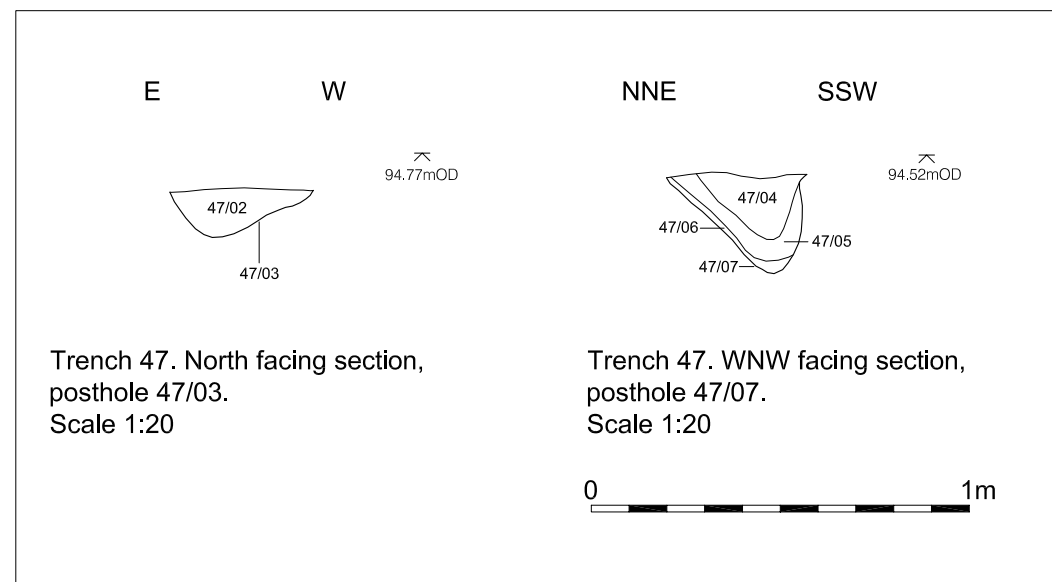 E W
94.77mOD
47/02
47/03
Trench 47. North facing section,
posthole 47/03.
Scale 1:20
NNE SSW
94.52mOD
47/04
47/06
47/05
47/07
Trench 47. WNW facing section,
posthole 47/07.
Scale 1:20
0 1m